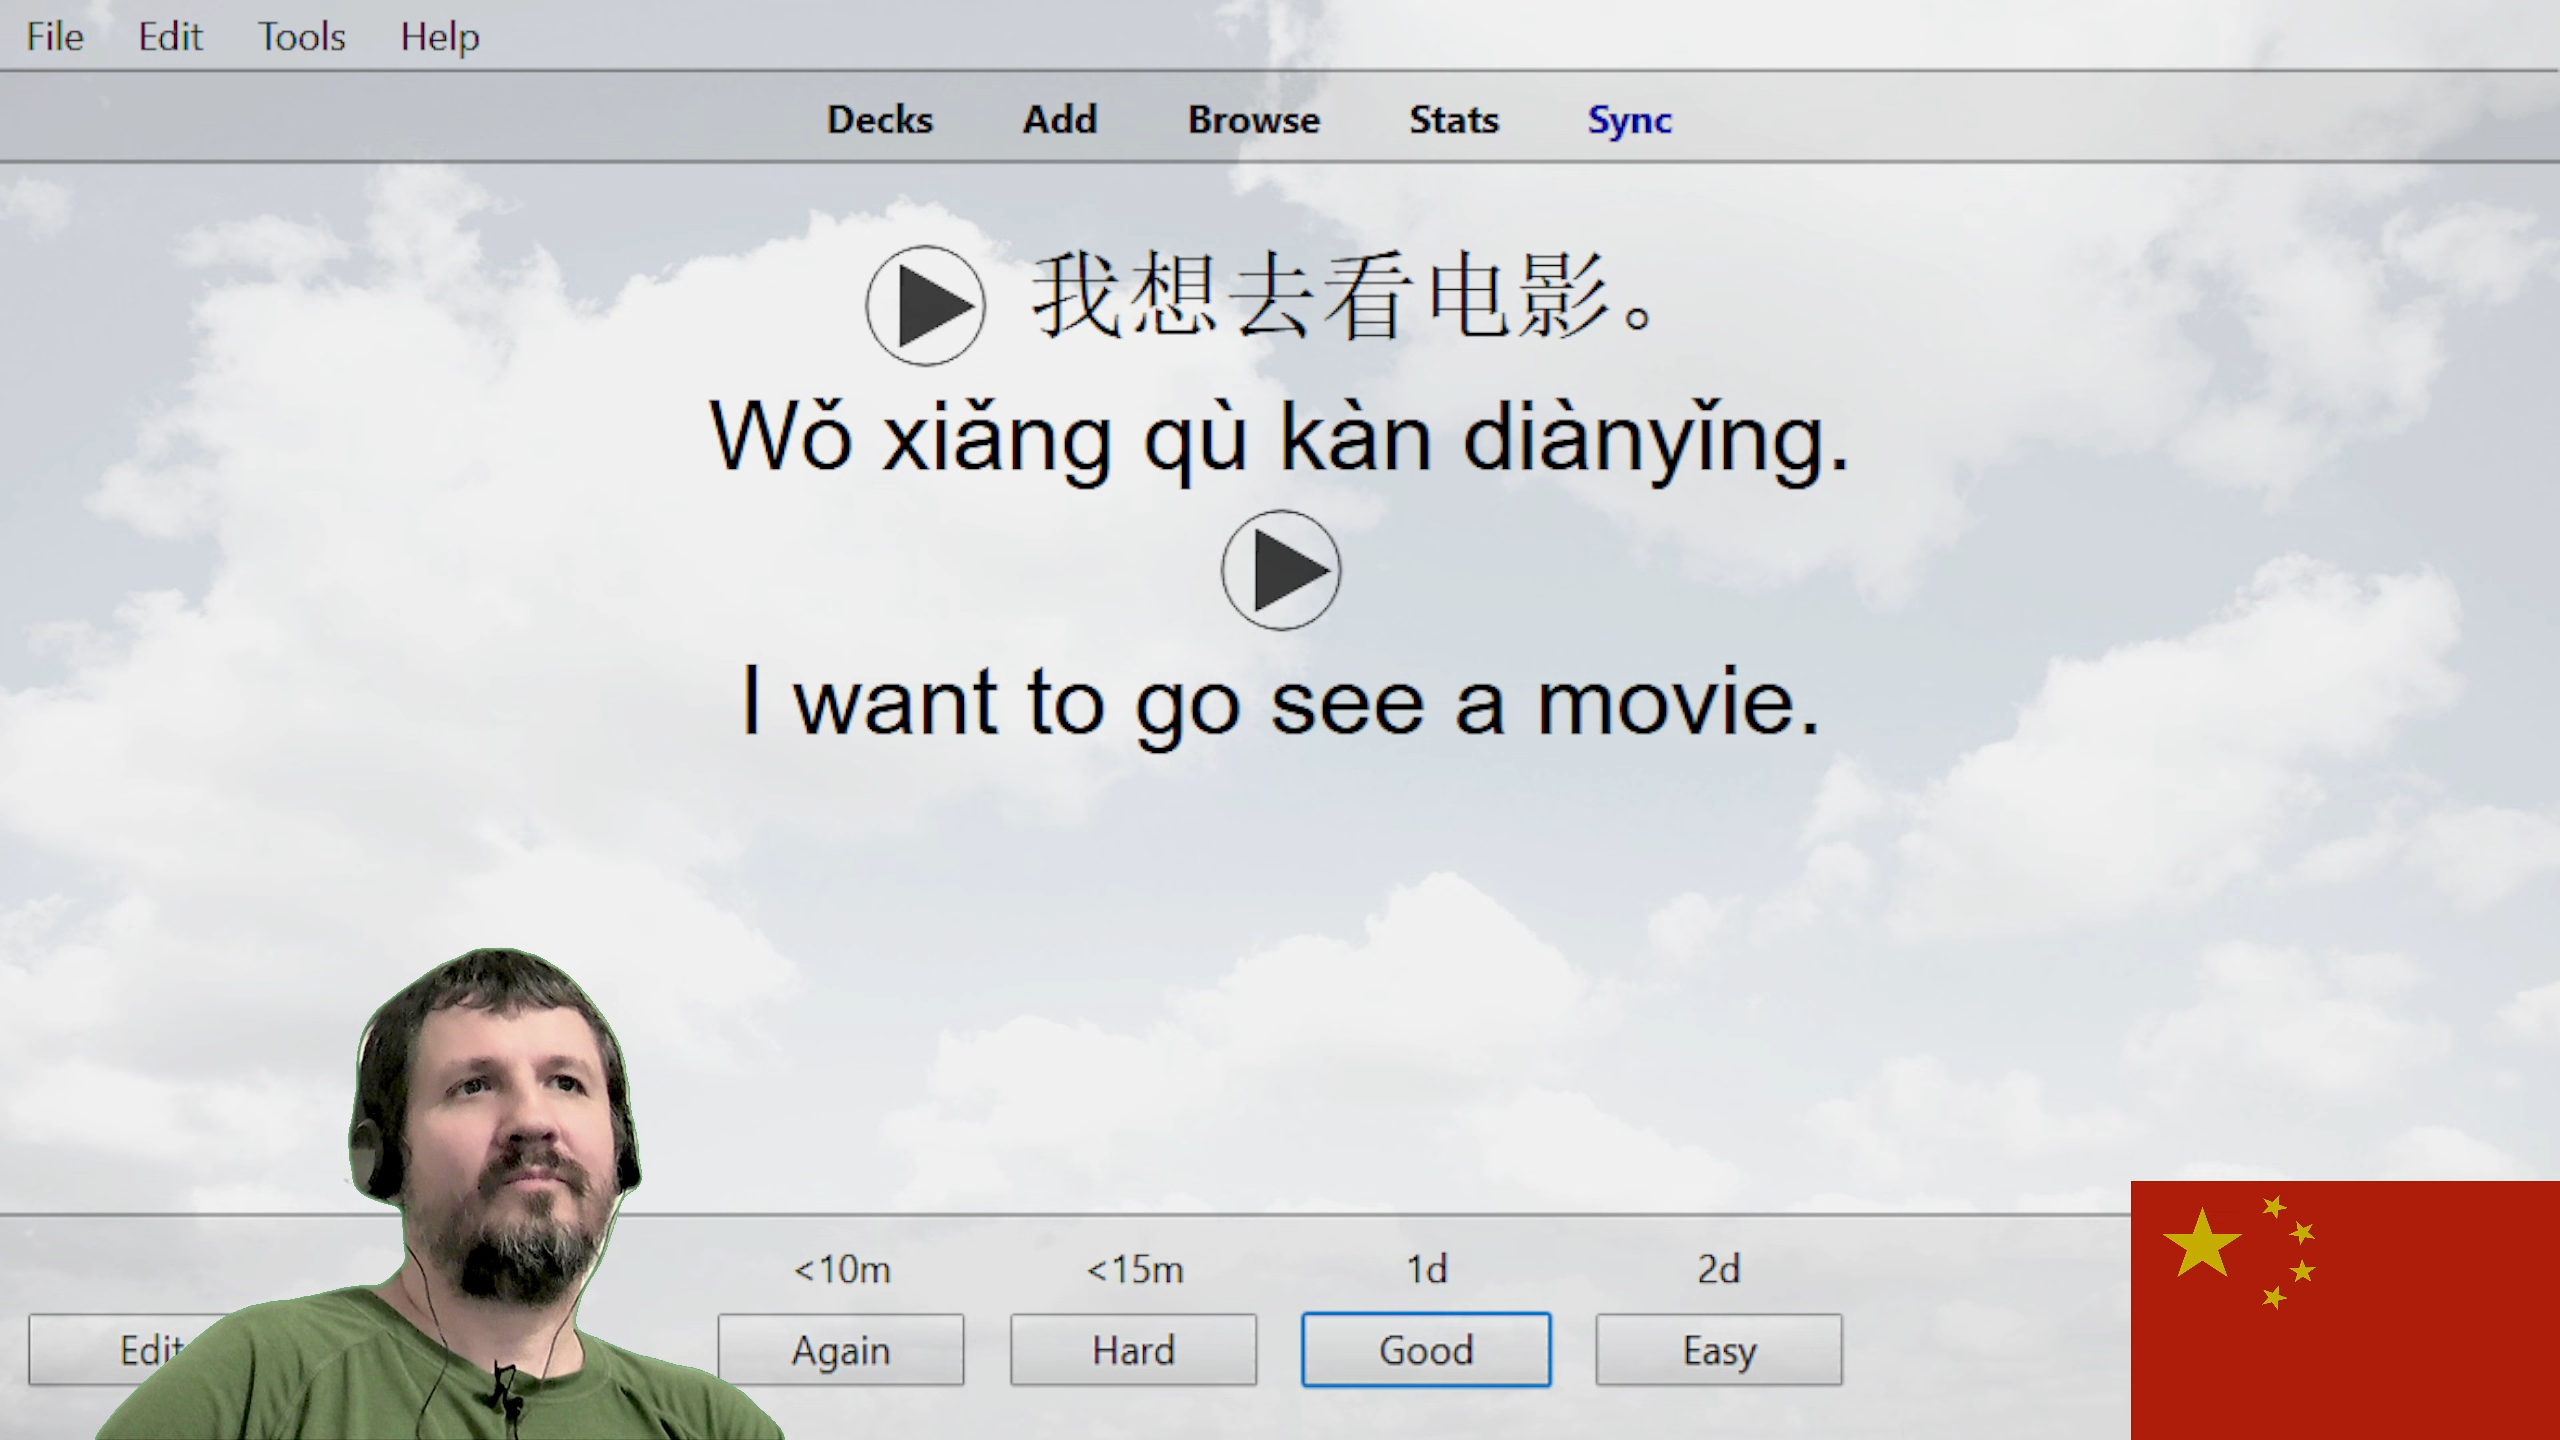 File Edit Tools Help
Decks Add Browse Stats Sync
我想去看电影。
Wǒ xiǎng qù kàn diànyǐng.
I want to go see a movie.
<10m <15m 1d 2d
Edit Again Hard Good Easy